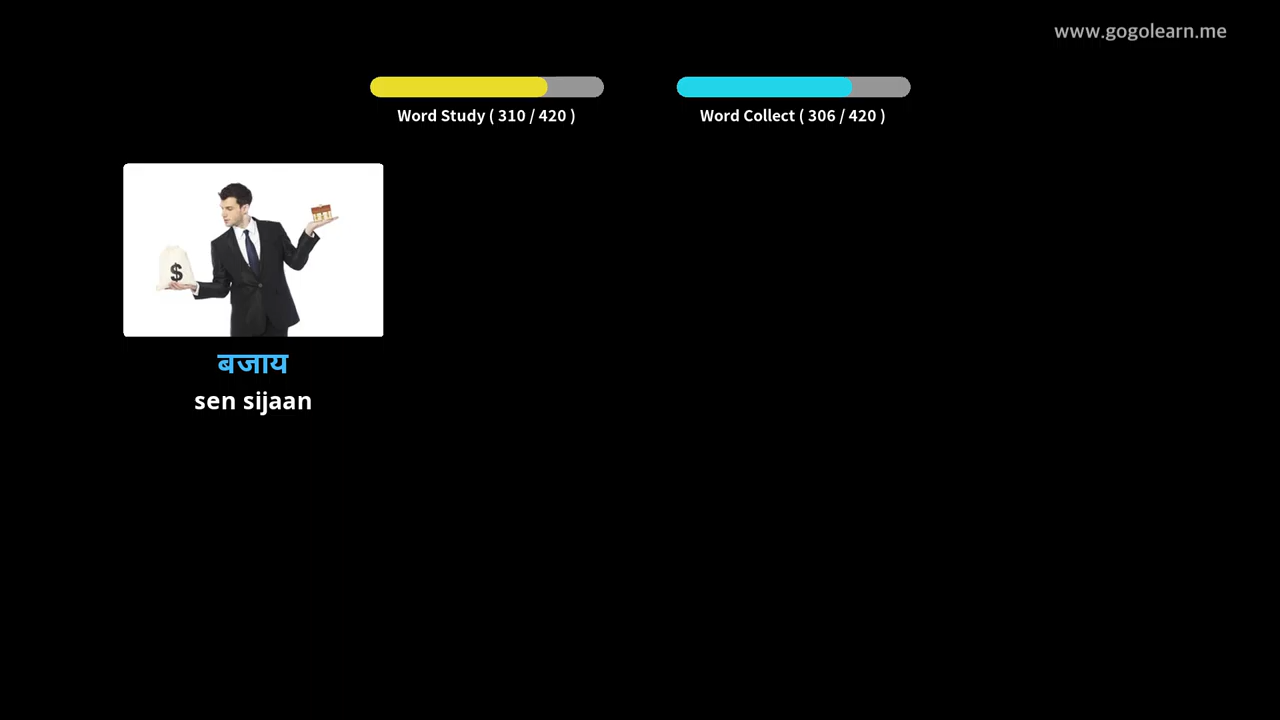 www.gogolearn.me
Word Study ( 310 / 420 )
Word Collect ( 306 / 420 )
$
बजाय
sen sijaan